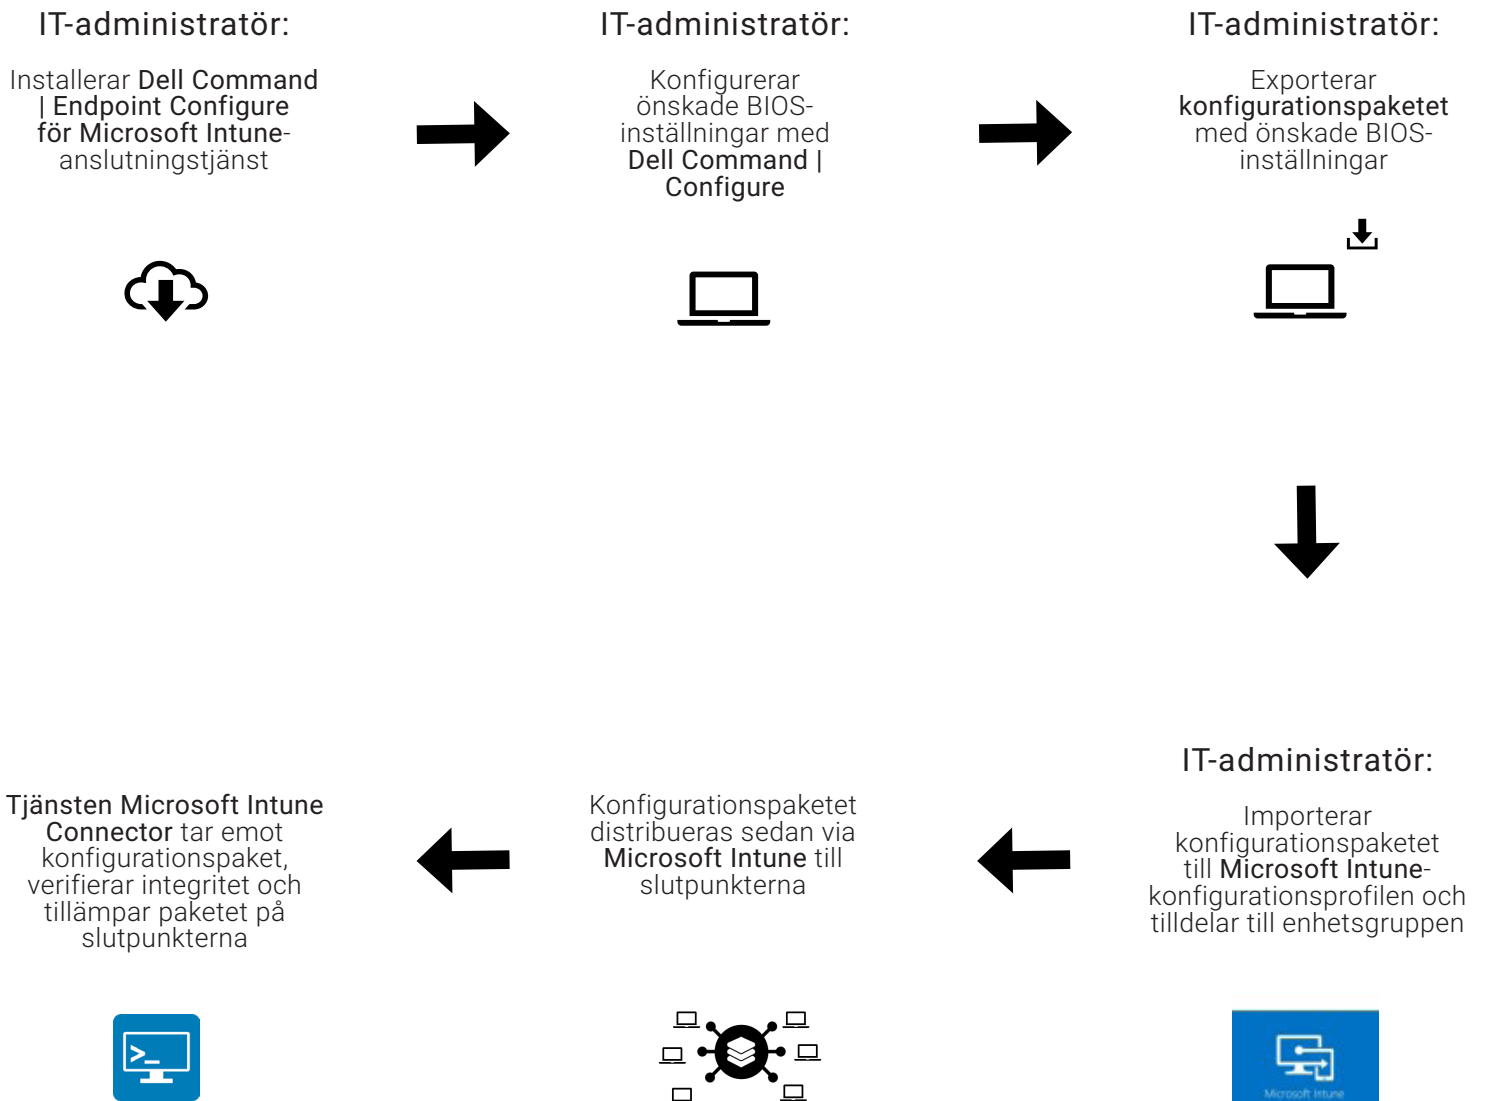 IT-administratör:
Installerar Dell Command
| Endpoint Configure
för Microsoft Intune-
anslutningstjänst
IT-administratör:
Konfigurerar
önskade BIOS-
inställningar med
Dell Command |
Configure
IT-administratör:
Exporterar
konfigurationspaketet
med önskade BIOS-
inställningar
IT-administratör:
Importerar
konfigurationspaketet
till Microsoft Intune-
konfigurationsprofilen och
tilldelar till enhetsgruppen
Microsoft Intune
Konfigurationspaketet
distribueras sedan via
Microsoft Intune till
slutpunkterna
Tjänsten Microsoft Intune
Connector tar emot
konfigurationspaket,
verifierar integritet och
tillämpar paketet på
slutpunkterna
>_